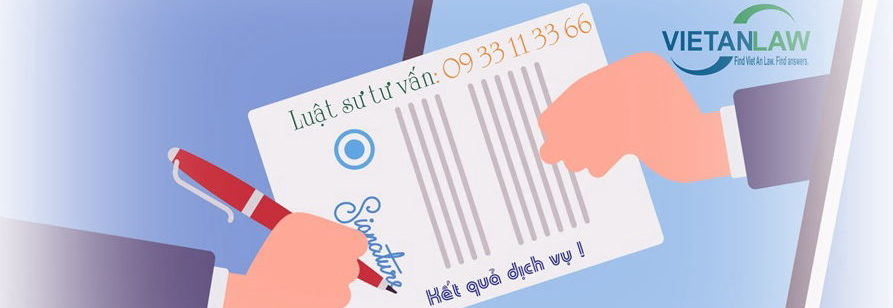 VIETANLAW
Find Viet An Law. Find answers.
Luật sư tư vấn: 09 33 11 33 66
Signature
Kết quả dịch vụ !